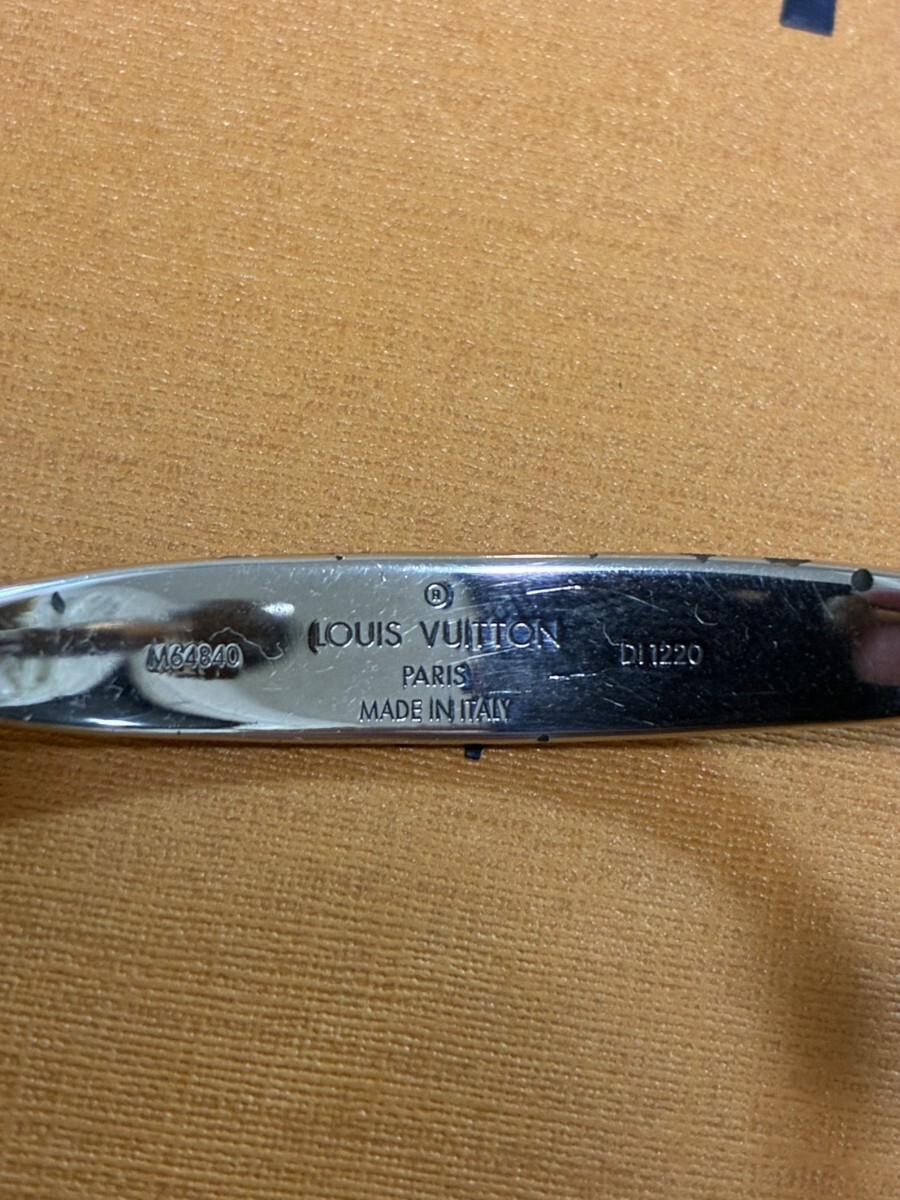 ®
LOUIS VUITTON
PARIS
MADE IN ITALY
M64840
DI1220